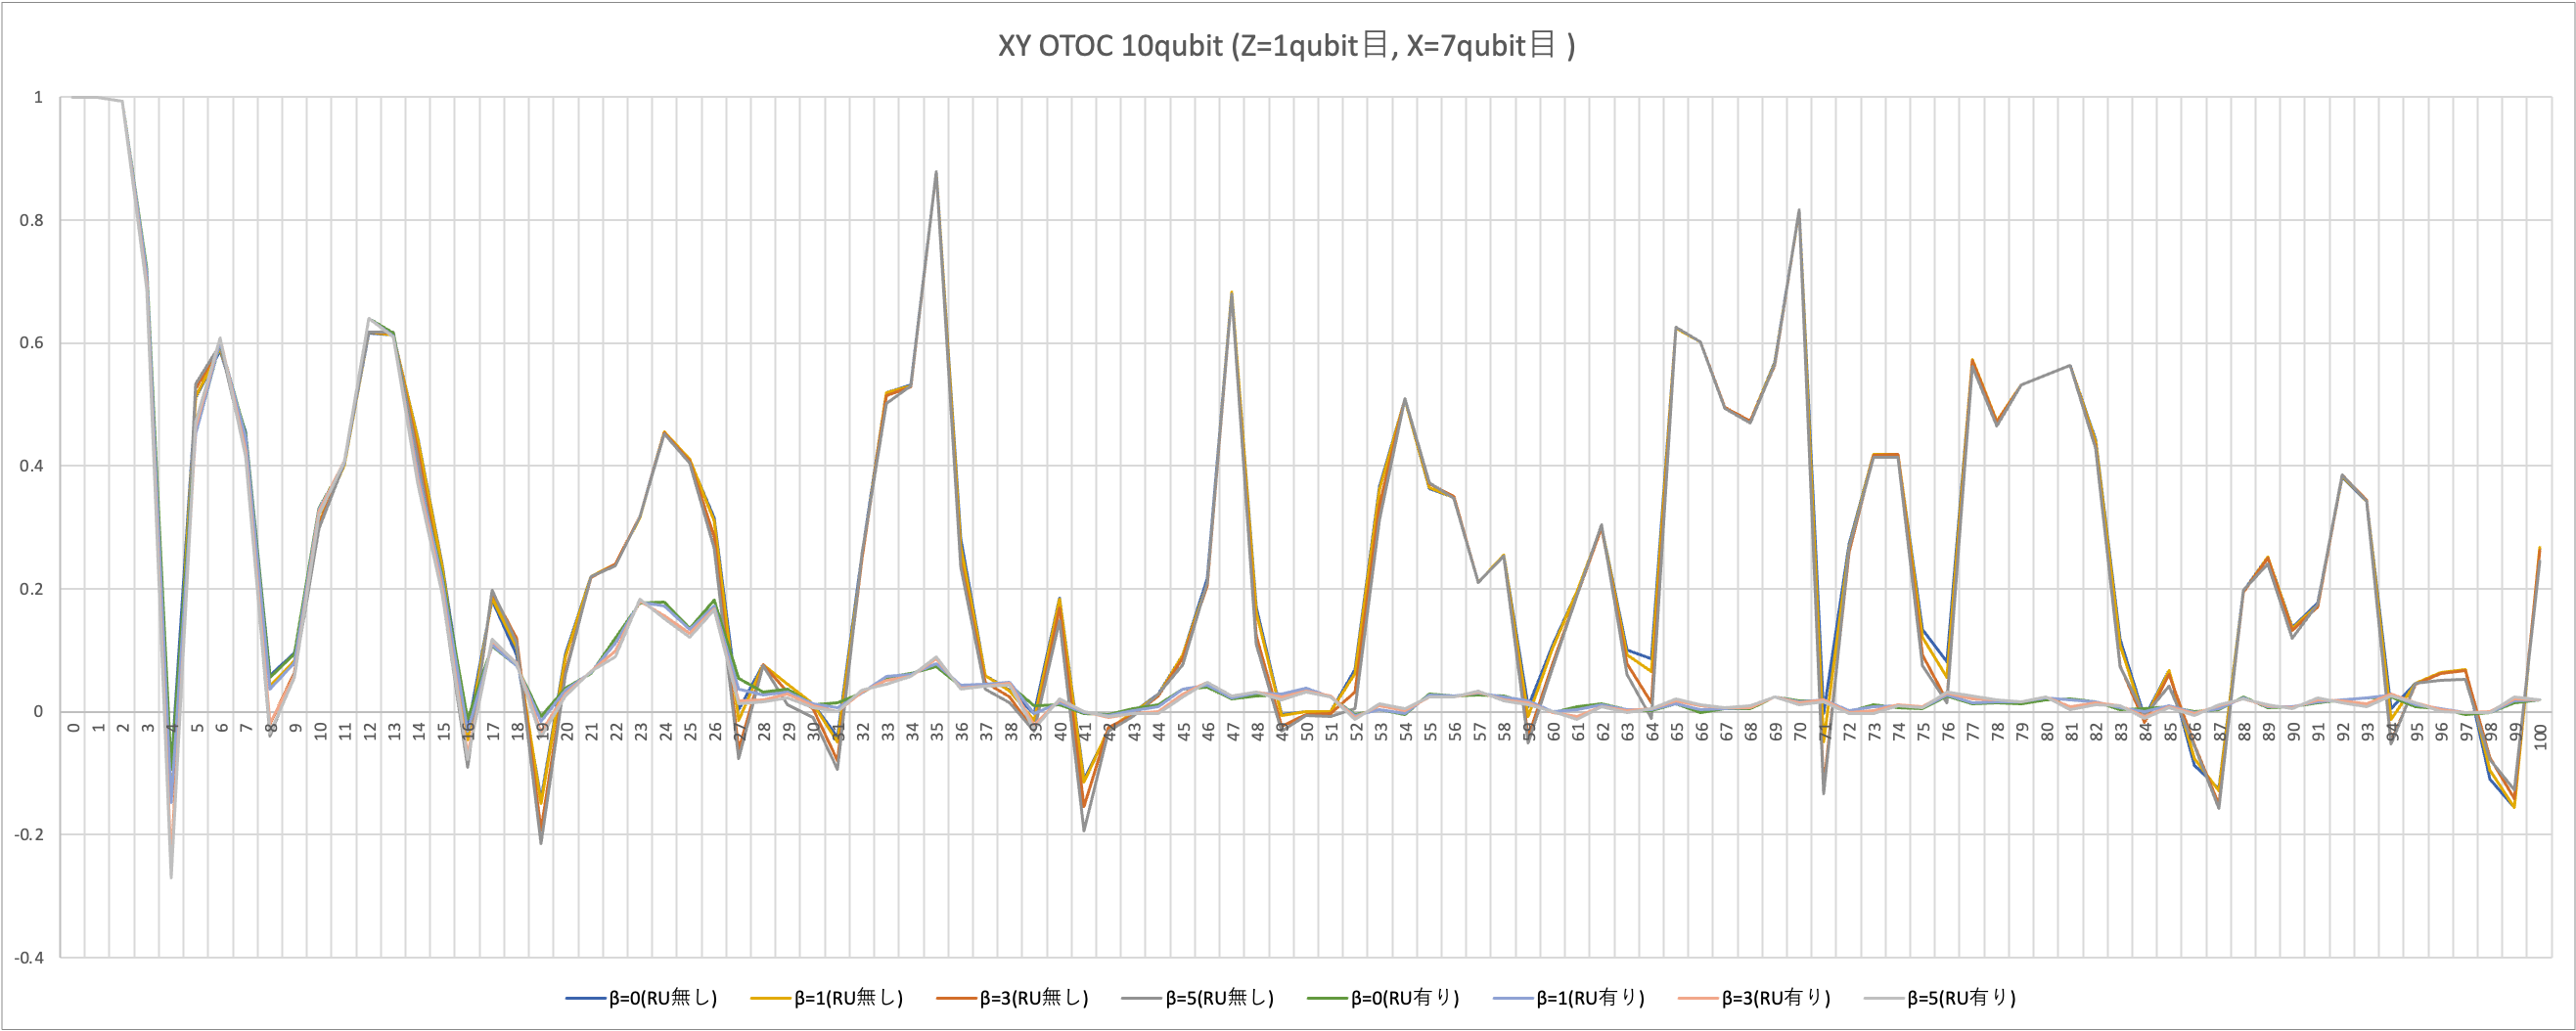 XY OTOC 10qubit (Z=1qubit目, X=7qubit目 )
1
0.8
0.6
0.4
0.2
0
-0.2
-0.4
0 1 2 3 4 5 6 7 8 9 10 11 12 13 14 15 16 17 18 19 20 21 22 23 24 25 26 27 28 29 30 31 32 33 34 35 36 37 38 39 40 41 42 43 44 45 46 47 48 49 50 51 52 53 54 55 56 57 58 59 60 61 62 63 64 65 66 67 68 69 70 71 72 73 74 75 76 77 78 79 80 81 82 83 84 85 86 87 88 89 90 91 92 93 94 95 96 97 98 99 100
β=0(RU無し) β=1(RU無し) β=3(RU無し) β=5(RU無し) β=0(RU有り) β=1(RU有り) β=3(RU有り) β=5(RU有り)